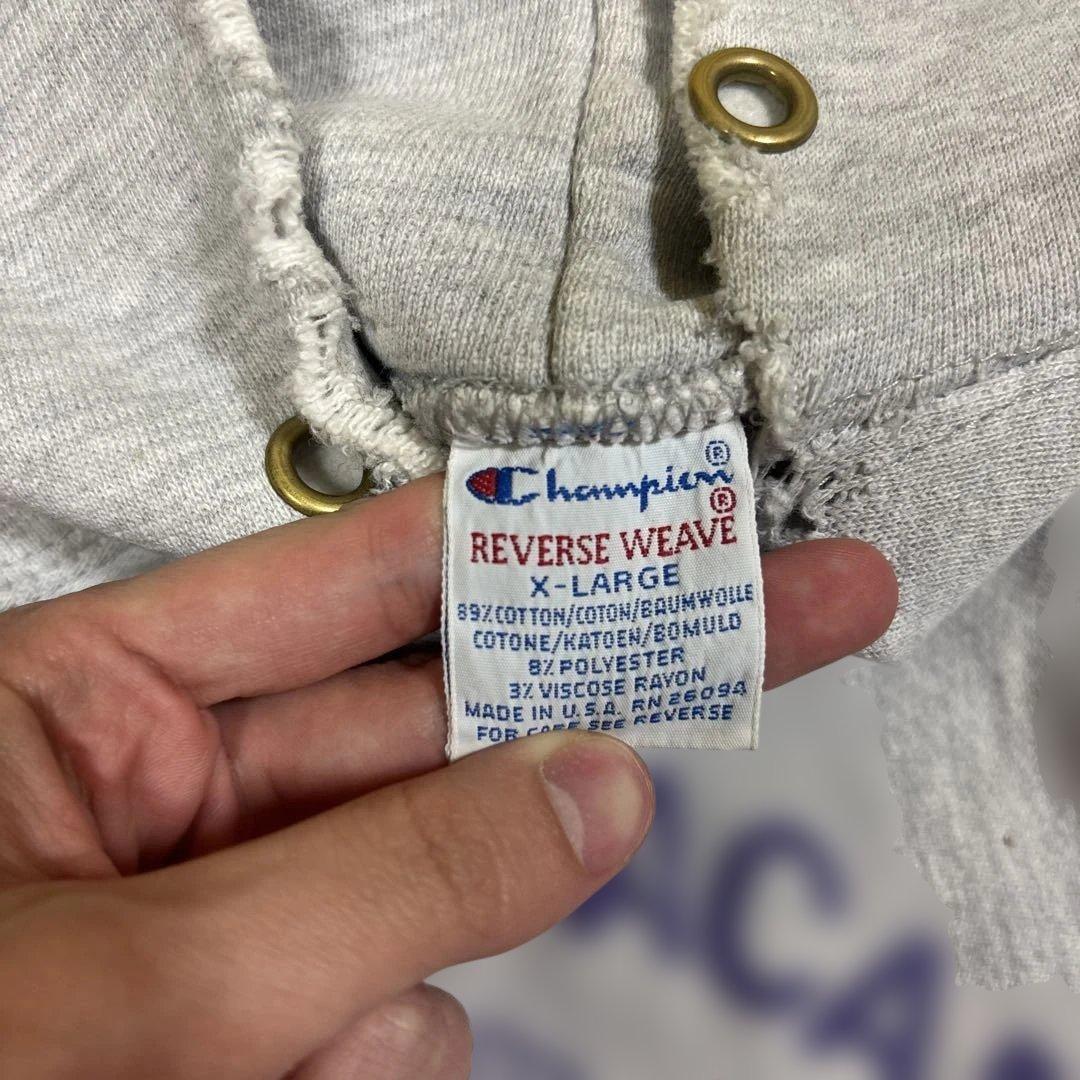 Champion®
REVERSE WEAVE®
X-LARGE
89% COTTON/COTON/BAUMWOLLE
COTONE/KATOEN/BOMULD
8% POLYESTER
3% VISCOSE RAYON
MADE IN U.S.A. RN 26094
FOR CARE SEE REVERSE
ACA